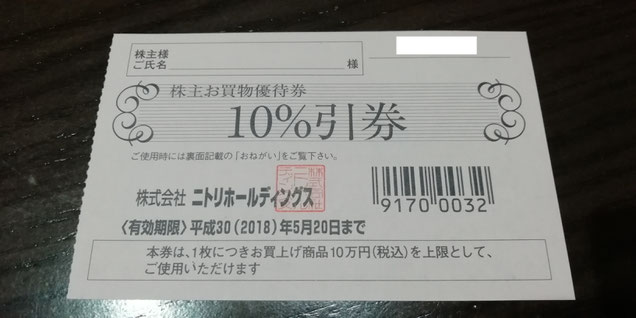 株主様
ご氏名 様
株主お買物優待券
10%引券
ご使用時には裏面記載の「おねがい」をご覧下さい。
株式会社 ニトリホールディングス
9170 0032
〈有効期限〉平成30(2018)年5月20日まで
本券は、1枚につきお買上げ商品10万円(税込)を上限として、
ご使用いただけます